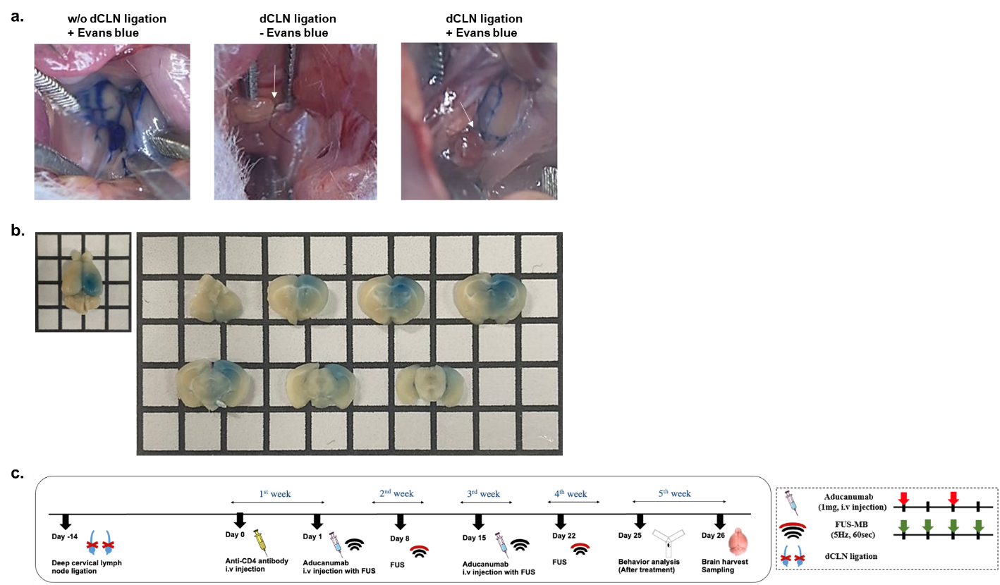 a.
w/o dCLN ligation
+ Evans blue
dCLN ligation
- Evans blue
dCLN ligation
+ Evans blue
b.
c.
1st week
2nd week
3rd week
4th week
5th week
Day -14
Deep cervical lymph
node ligation
Day 0
Anti-CD4 antibody
i.v injection
Day 1
Aducanumab
i.v injection with FUS
Day 8
FUS
Day 15
Aducanumab
i.v injection with FUS
Day 22
FUS
Day 25
Behavior analysis
(After treatment)
Day 26
Brain harvest
Sampling
Aducanumab
(1mg, i.v injection)
FUS-MB
(5Hz, 60sec)
dCLN ligation